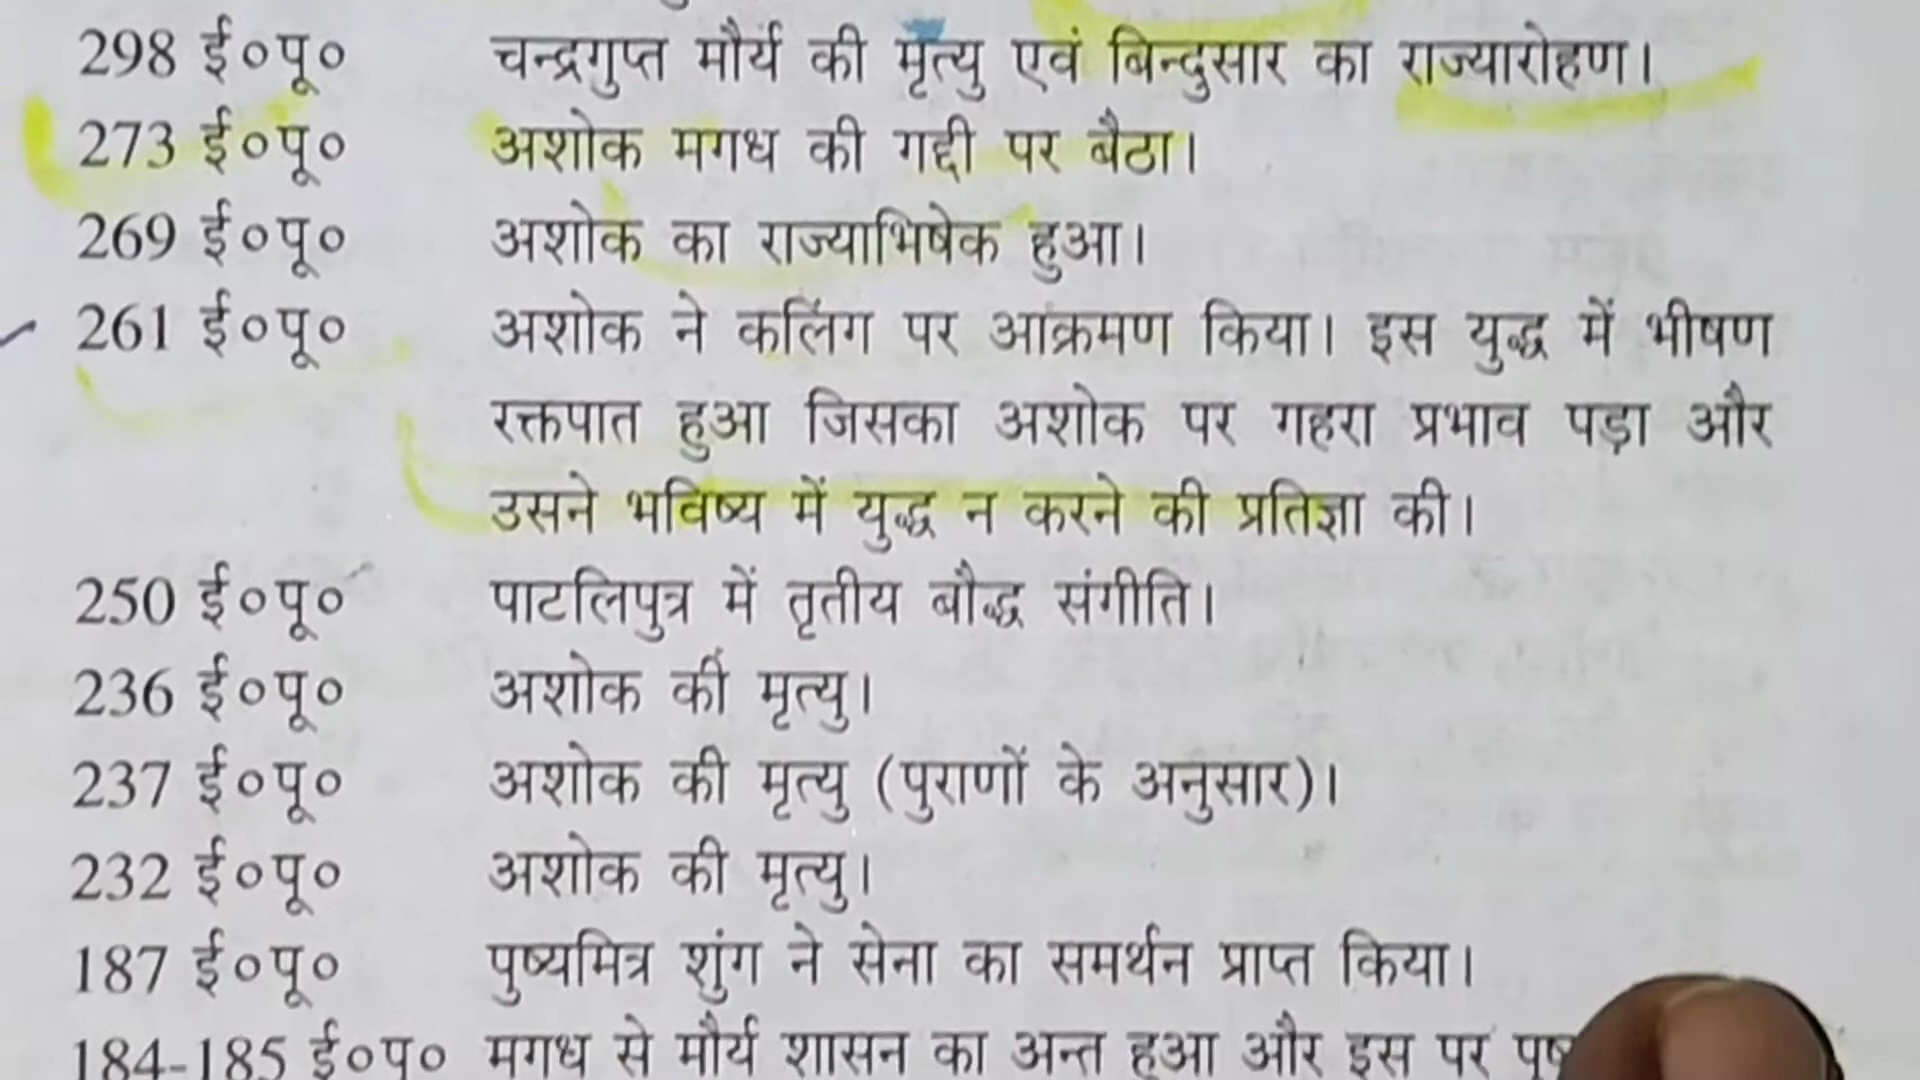 298 ई०पू० चन्द्रगुप्त मौर्य की मृत्यु एवं बिन्दुसार का राज्यारोहण।
273 ई०पू० अशोक मगध की गद्दी पर बैठा।
269 ई०पू० अशोक का राज्याभिषेक हुआ।
261 ई०पू० अशोक ने कलिंग पर आक्रमण किया। इस युद्ध में भीषण
रक्तपात हुआ जिसका अशोक पर गहरा प्रभाव पड़ा और
उसने भविष्य में युद्ध न करने की प्रतिज्ञा की।
250 ई०पू० पाटलिपुत्र में तृतीय बौद्ध संगीति।
236 ई०पू० अशोक की मृत्यु।
237 ई०पू० अशोक की मृत्यु (पुराणों के अनुसार)।
232 ई०पू० अशोक की मृत्यु।
187 ई०पू० पुष्यमित्र शुंग ने सेना का समर्थन प्राप्त किया।
184-185 ई०पू० मगध से मौर्य शासन का अन्त हुआ और इस पर